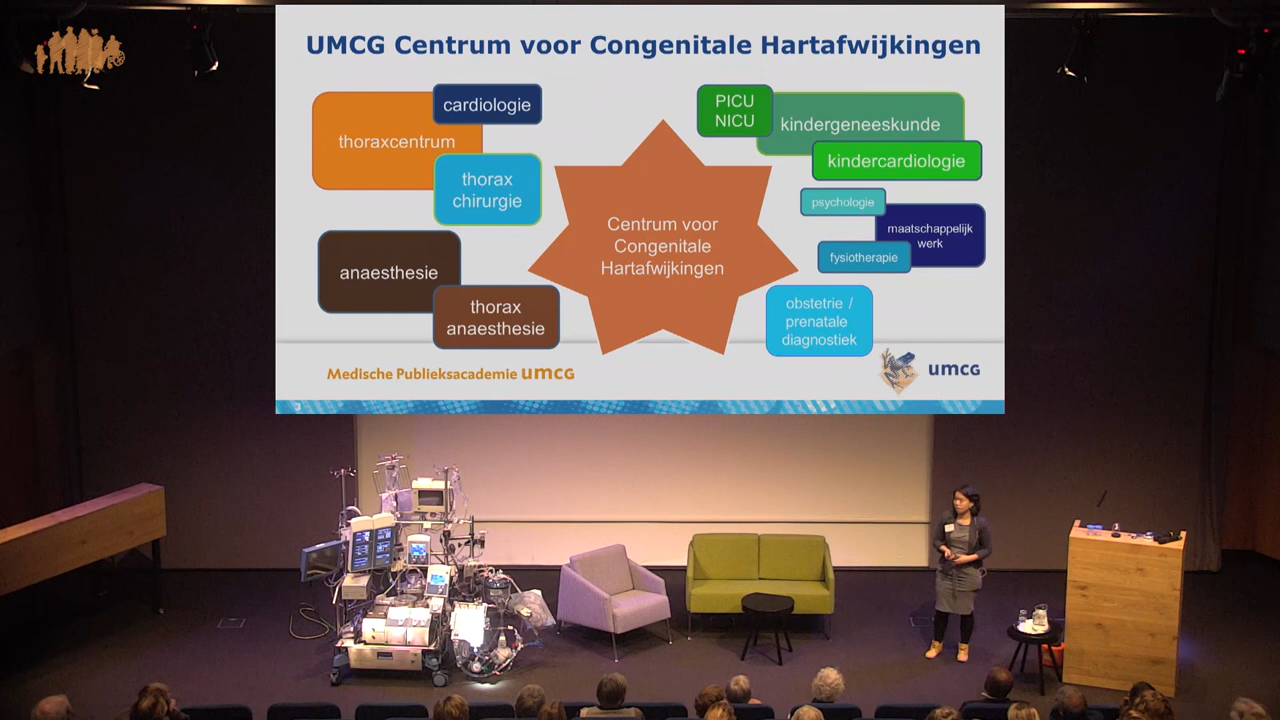 UMCG Centrum voor Congenitale Hartafwijkingen
cardiologie
thoraxcentrum
thorax
chirurgie
anaesthesie
thorax
anaesthesie
Centrum voor
Congenitale
Hartafwijkingen
PICU
NICU
kindergeneeskunde
kindercardiologie
psychologie
maatschappelijk
werk
fysiotherapie
obstetrie /
prenatale
diagnostiek
Medische Publieksacademie umcg
umcg
3